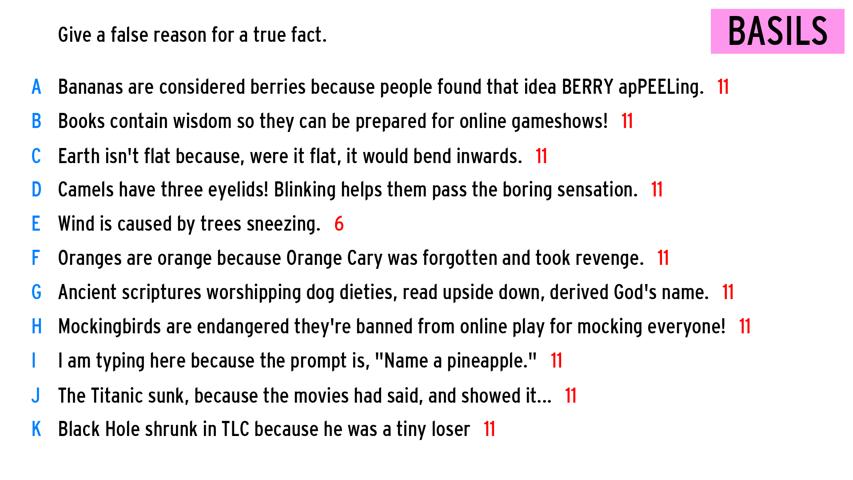 Give a false reason for a true fact.
BASILS
A Bananas are considered berries because people found that idea BERRY apPEELing. 11
B Books contain wisdom so they can be prepared for online gameshows! 11
C Earth isn't flat because, were it flat, it would bend inwards. 11
D Camels have three eyelids! Blinking helps them pass the boring sensation. 11
E Wind is caused by trees sneezing. 6
F Oranges are orange because Orange Cary was forgotten and took revenge. 11
G Ancient scriptures worshipping dog dieties, read upside down, derived God's name. 11
H Mockingbirds are endangered they're banned from online play for mocking everyone! 11
I I am typing here because the prompt is, "Name a pineapple." 11
J The Titanic sunk, because the movies had said, and showed it... 11
K Black Hole shrunk in TLC because he was a tiny loser 11